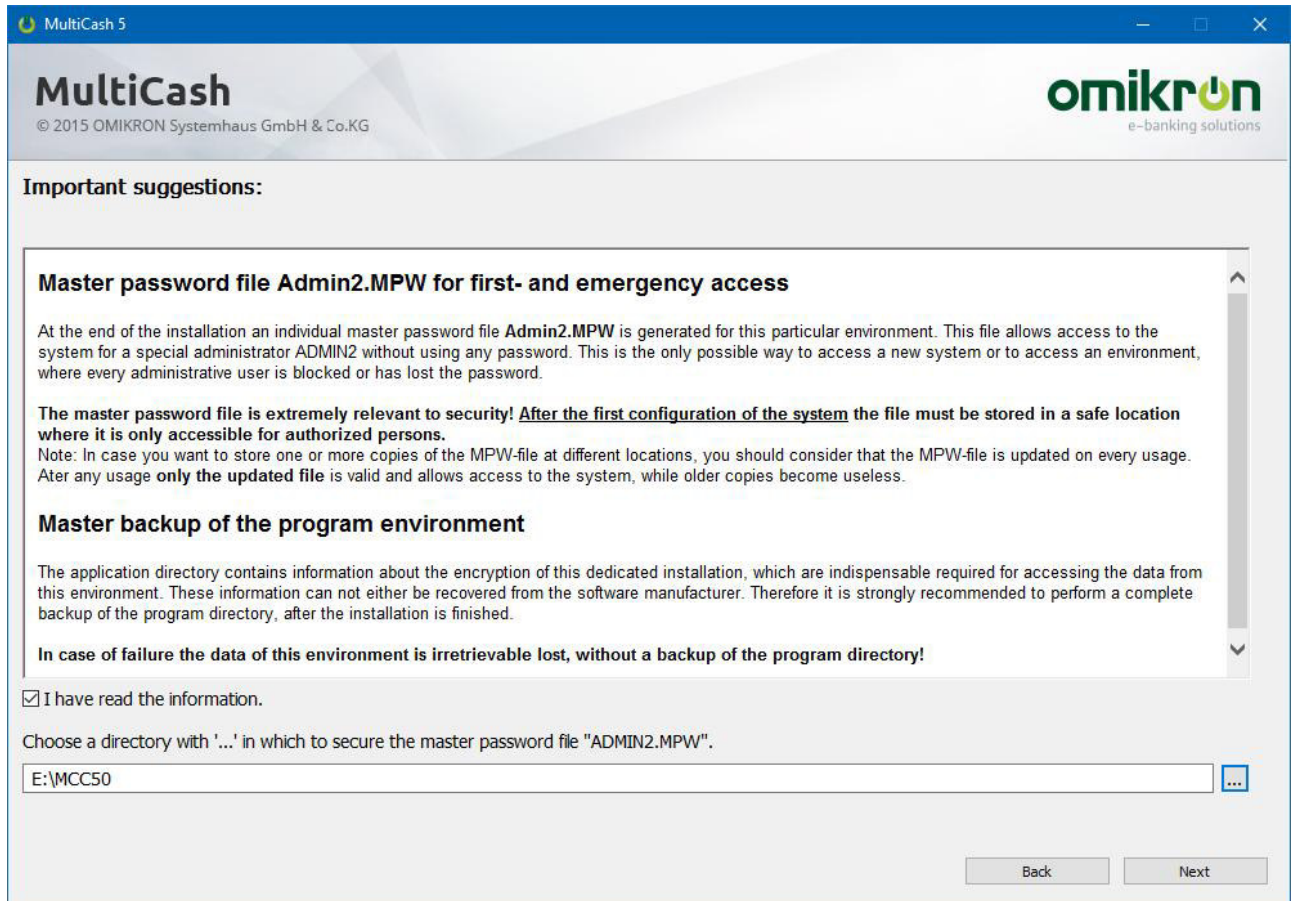 MultiCash 5
MultiCash
© 2015 OMIKRON Systemhaus GmbH & Co.KG
omikron
e-banking solutions
Important suggestions:
Master password file Admin2.MPW for first- and emergency access
At the end of the installation an individual master password file Admin2.MPW is generated for this particular environment. This file allows access to the
system for a special administrator ADMIN2 without using any password. This is the only possible way to access a new system or to access an environment,
where every administrative user is blocked or has lost the password.
The master password file is extremely relevant to security! After the first configuration of the system the file must be stored in a safe location
where it is only accessible for authorized persons.
Note: In case you want to store one or more copies of the MPW-file at different locations, you should consider that the MPW-file is updated on every usage.
Ater any usage only the updated file is valid and allows access to the system, while older copies become useless.
Master backup of the program environment
The application directory contains information about the encryption of this dedicated installation, which are indispensable required for accessing the data from
this environment. These information can not either be recovered from the software manufacturer. Therefore it is strongly recommended to perform a complete
backup of the program directory, after the installation is finished.
In case of failure the data of this environment is irretrievable lost, without a backup of the program directory!
I have read the information.
Choose a directory with '...' in which to secure the master password file "ADMIN2.MPW".
E:\MCC50
...
Back
Next